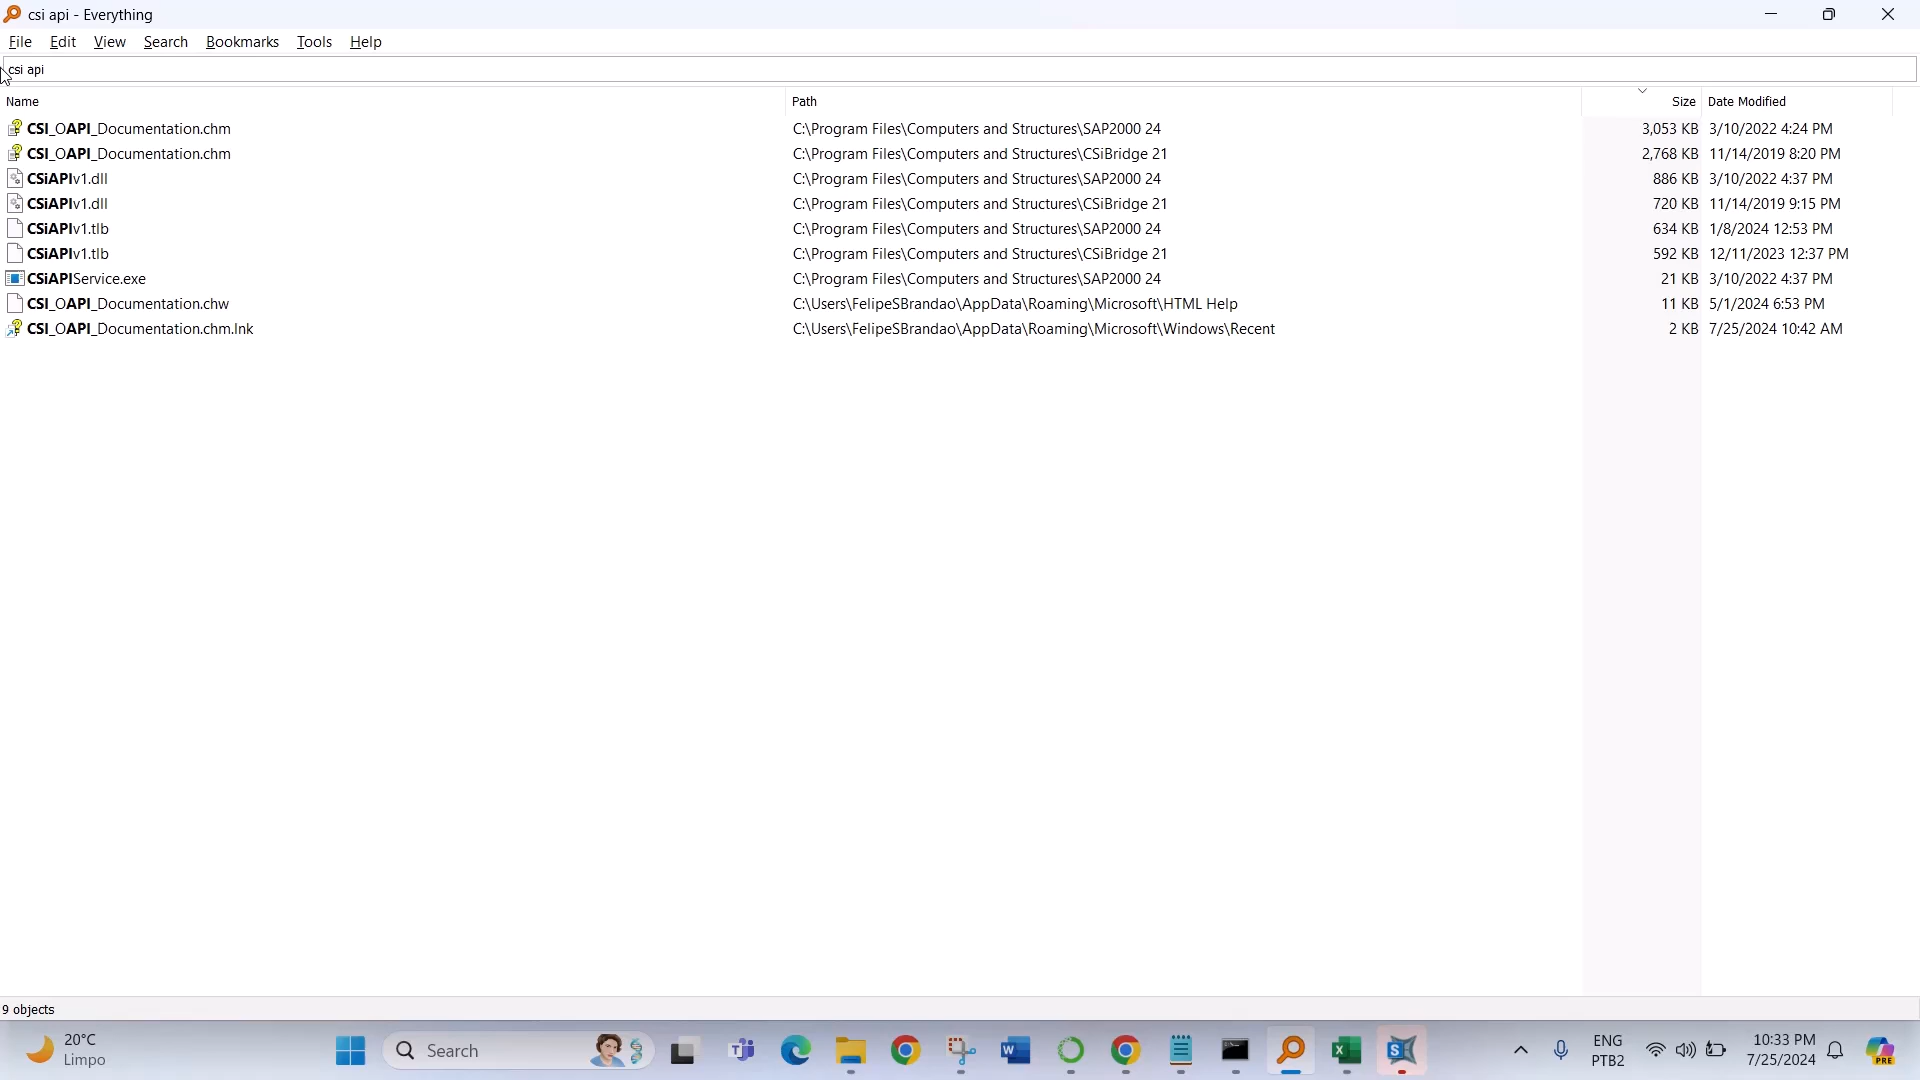 csi api - Everything
File Edit View Search Bookmarks Tools Help
csi api
Name Path Size Date Modified
CSI_OAPI_Documentation.chm C:\Program Files\Computers and Structures\SAP2000 24 3,053 KB 3/10/2022 4:24 PM
CSI_OAPI_Documentation.chm C:\Program Files\Computers and Structures\CSiBridge 21 2,768 KB 11/14/2019 8:20 PM
CSiAPIv1.dll C:\Program Files\Computers and Structures\SAP2000 24 886 KB 3/10/2022 4:37 PM
CSiAPIv1.dll C:\Program Files\Computers and Structures\CSiBridge 21 720 KB 11/14/2019 9:15 PM
CSiAPIv1.tlb C:\Program Files\Computers and Structures\SAP2000 24 634 KB 1/8/2024 12:53 PM
CSiAPIv1.tlb C:\Program Files\Computers and Structures\CSiBridge 21 592 KB 12/11/2023 12:37 PM
CSiAPIService.exe C:\Program Files\Computers and Structures\SAP2000 24 21 KB 3/10/2022 4:37 PM
CSI_OAPI_Documentation.chw C:\Users\FelipeSBrandao\AppData\Roaming\Microsoft\HTML Help 11 KB 5/1/2024 6:53 PM
CSI_OAPI_Documentation.chm.lnk C:\Users\FelipeSBrandao\AppData\Roaming\Microsoft\Windows\Recent 2 KB 7/25/2024 10:42 AM
9 objects
20°C
Limpo
Search
ENG
PTB2
10:33 PM
7/25/2024
PRE